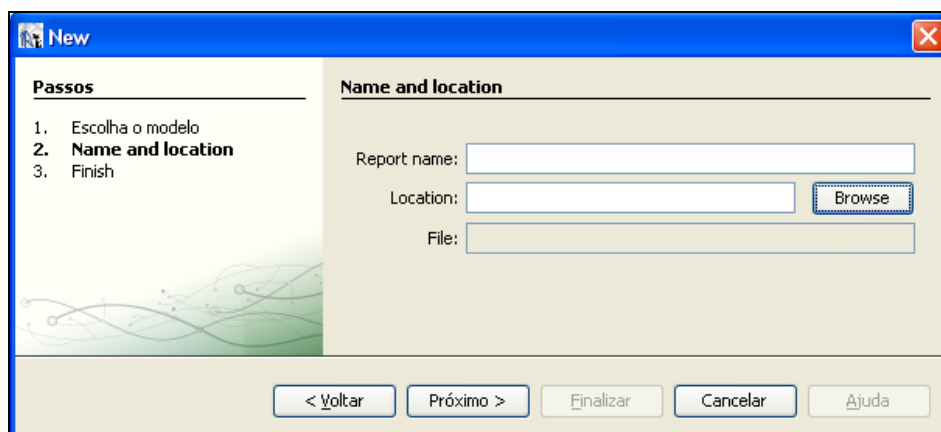 New
Passos
1. Escolha o modelo
2. Name and location
3. Finish
Name and location
Report name:
Location:
Browse
File:
< Voltar
Próximo >
Finalizar
Cancelar
Ajuda